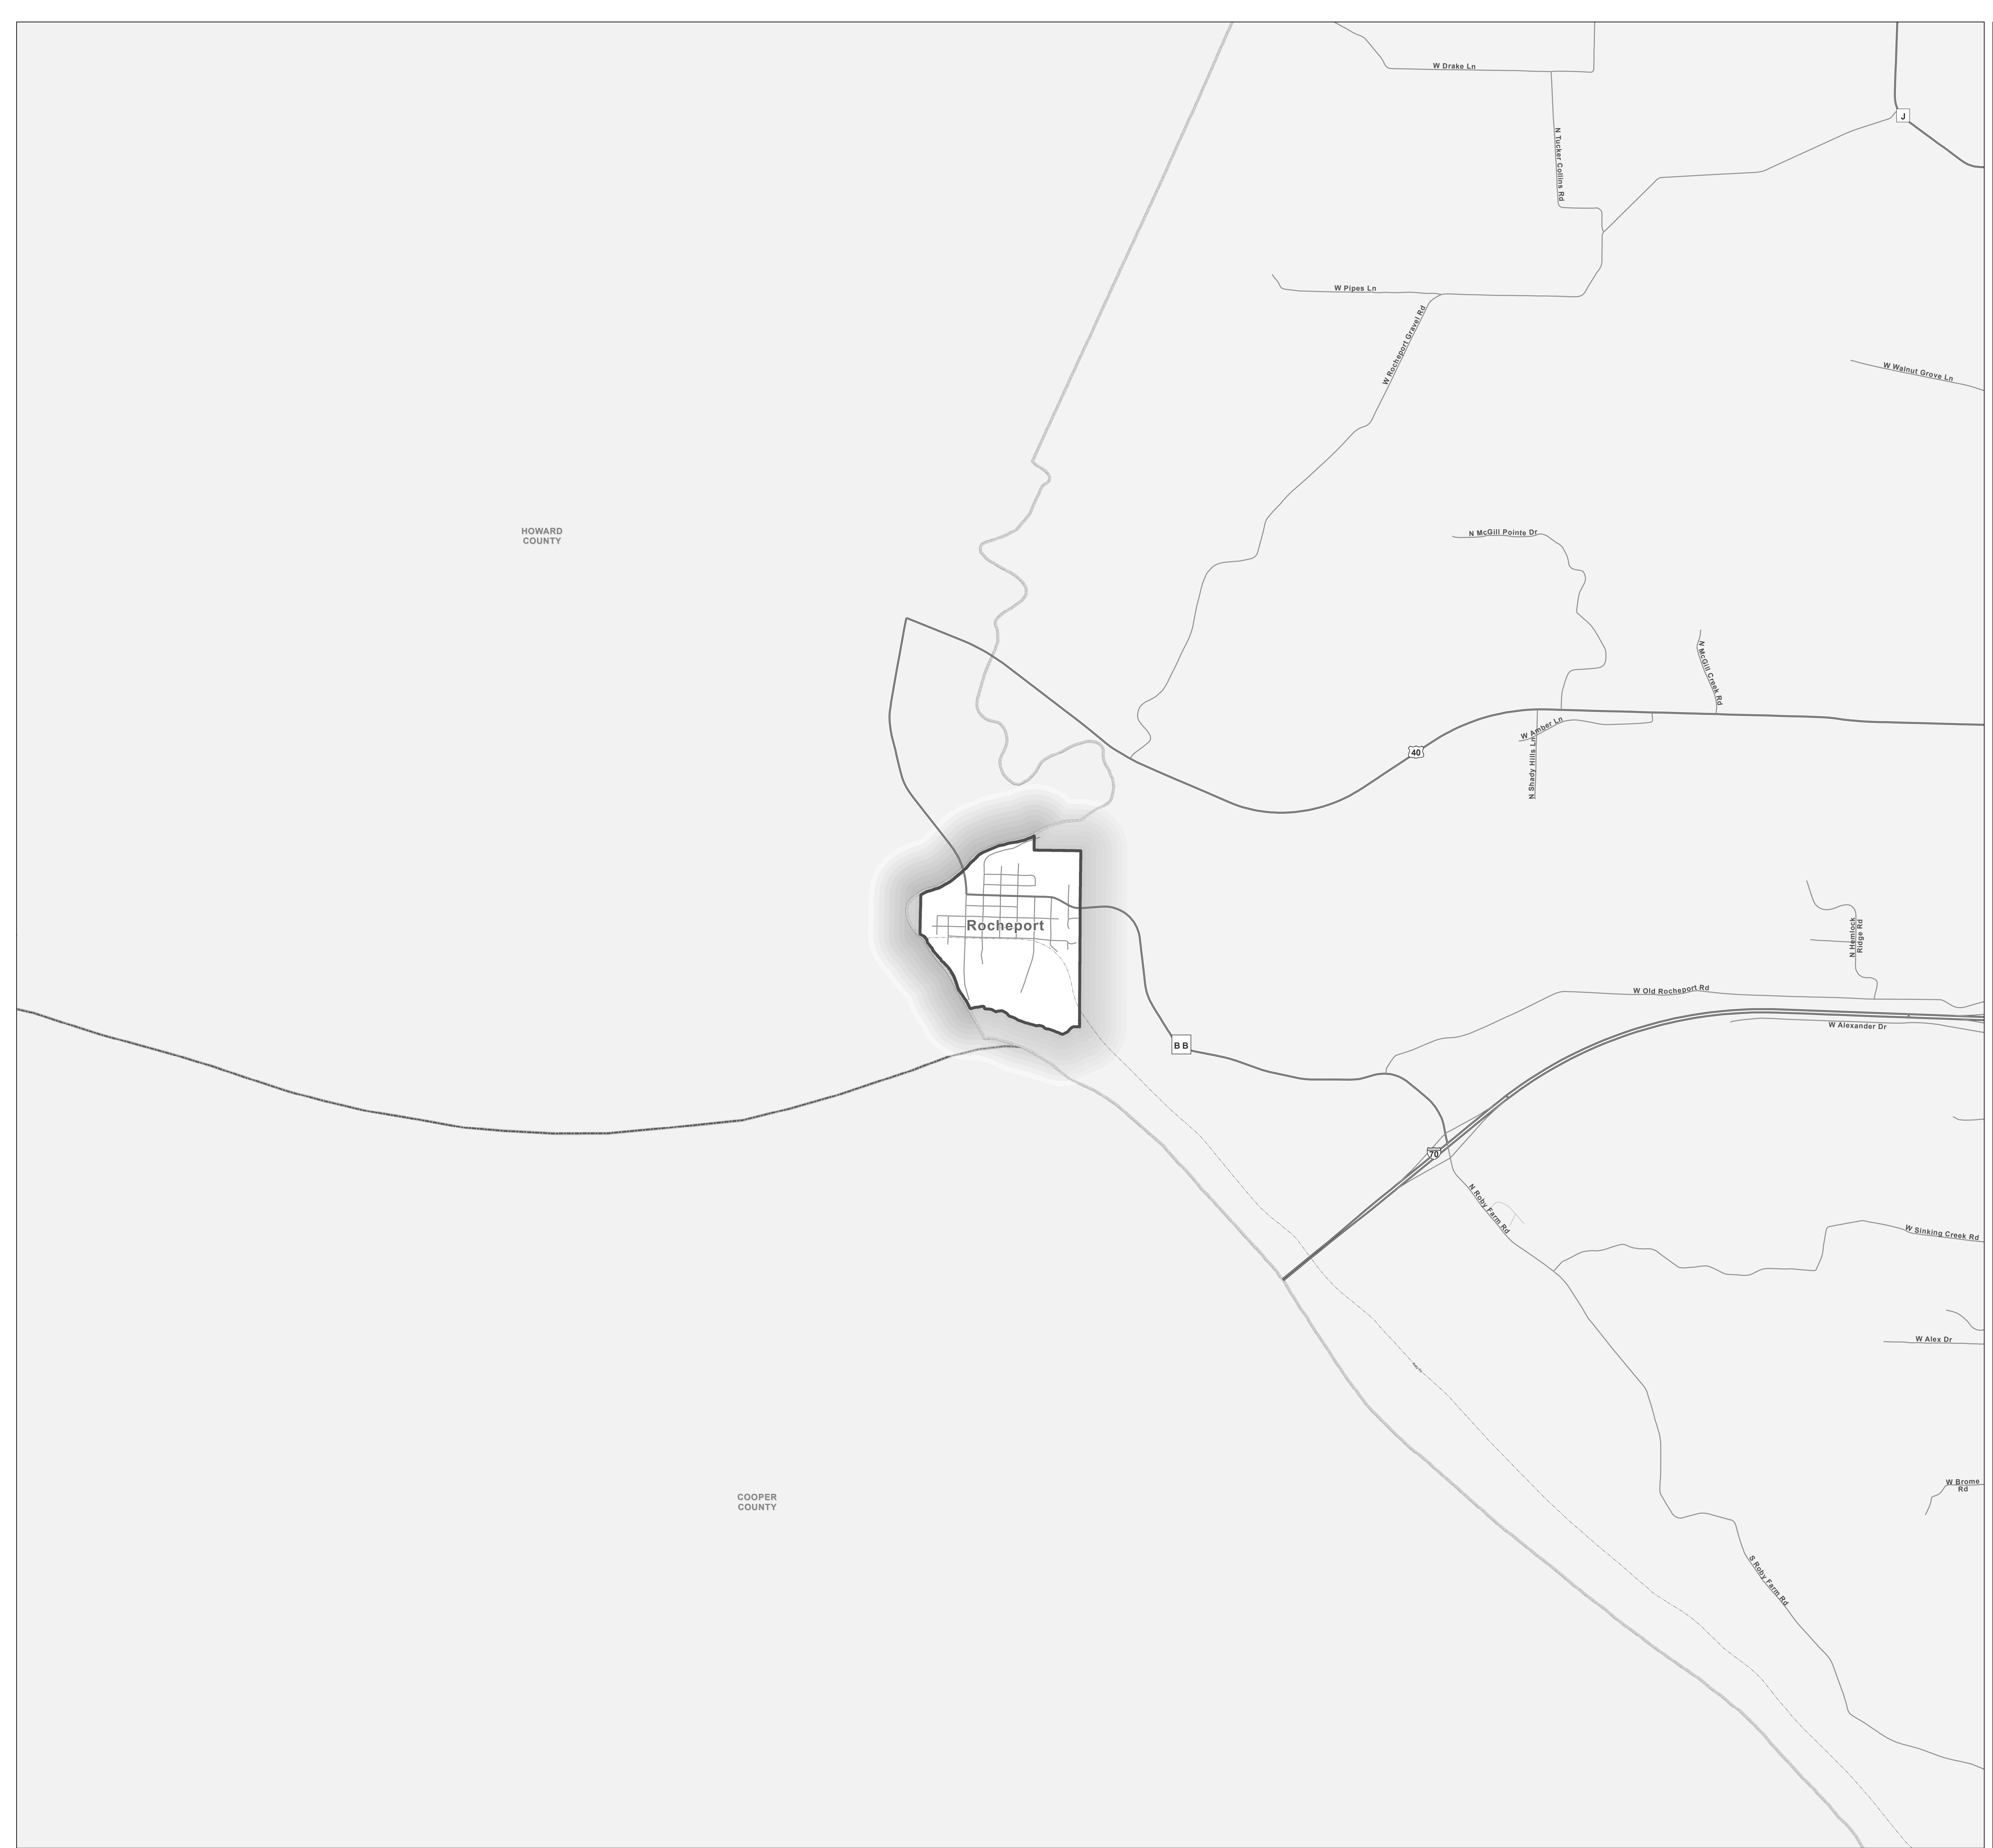 W Drake Ln
J
N Tucker Collins Rd
W Pipes Ln
W Rocheport Gravel Rd
W Walnut Grove Ln
HOWARD
COUNTY
N McGill Pointe Dr
N McGill Creek Rd
W Amber Ln
40
N Shady Hills Ln
Rocheport
N Hemlock
Ridge Rd
W Old Rocheport Rd
W Alexander Dr
BB
70
N Roby Farm Rd
W Sinking Creek Rd
W Alex Dr
COOPER
COUNTY
W Brome
Rd
S Roby Farm Rd